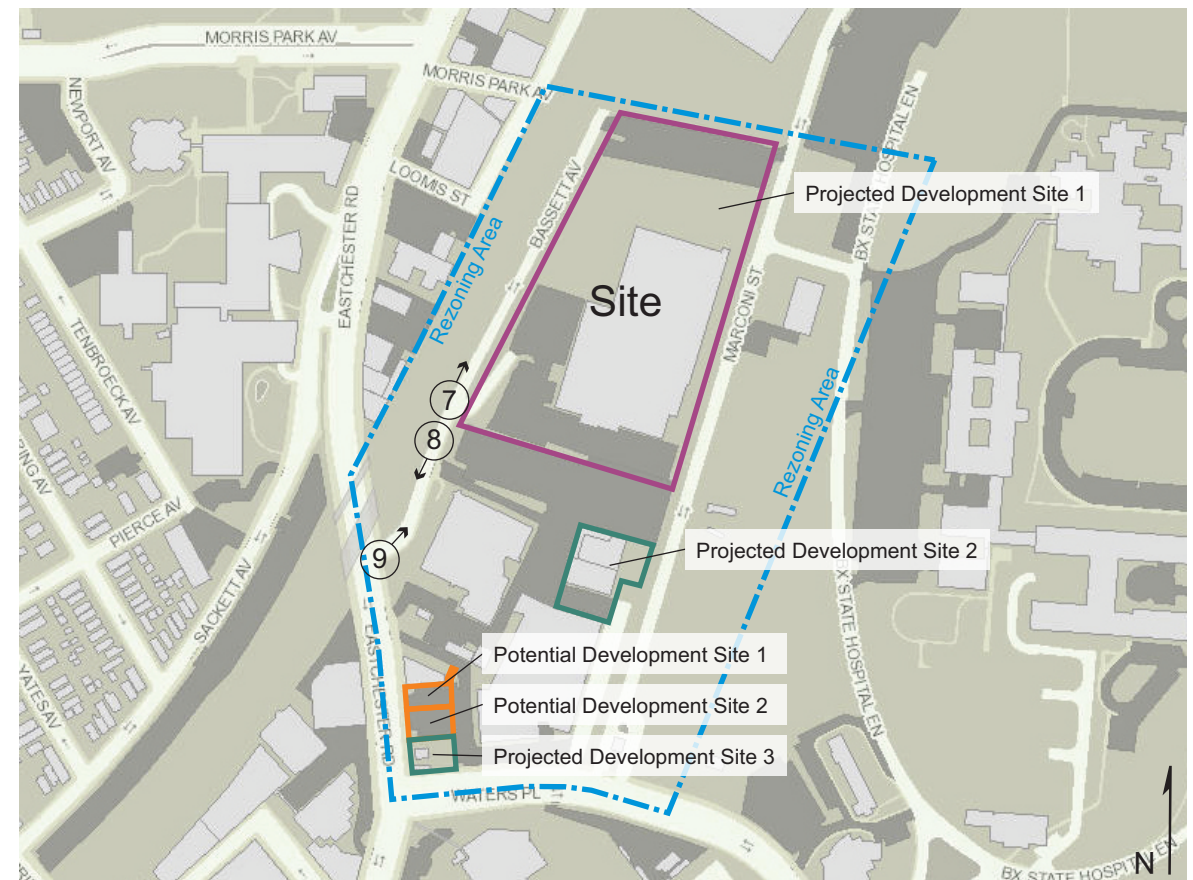 MORRIS PARK AV
MORRIS PARK AV
NEWPORT AV
LOOMIS ST
EASTCHESTER RD
BASSETT AV
BX STATE HOSPITAL EN
Projected Development Site 1
Rezoning Area
Site
MARCONI ST
TENBROECK AV
7
8
Rezoning Area
PIERCE AV
9
SACKETT AV
Projected Development Site 2
BX STATE HOSPITAL EN
YATES AV
EASTCHESTER RD
Potential Development Site 1
Potential Development Site 2
Projected Development Site 3
WATERS PL
BX STATE HOSPITAL EN
N